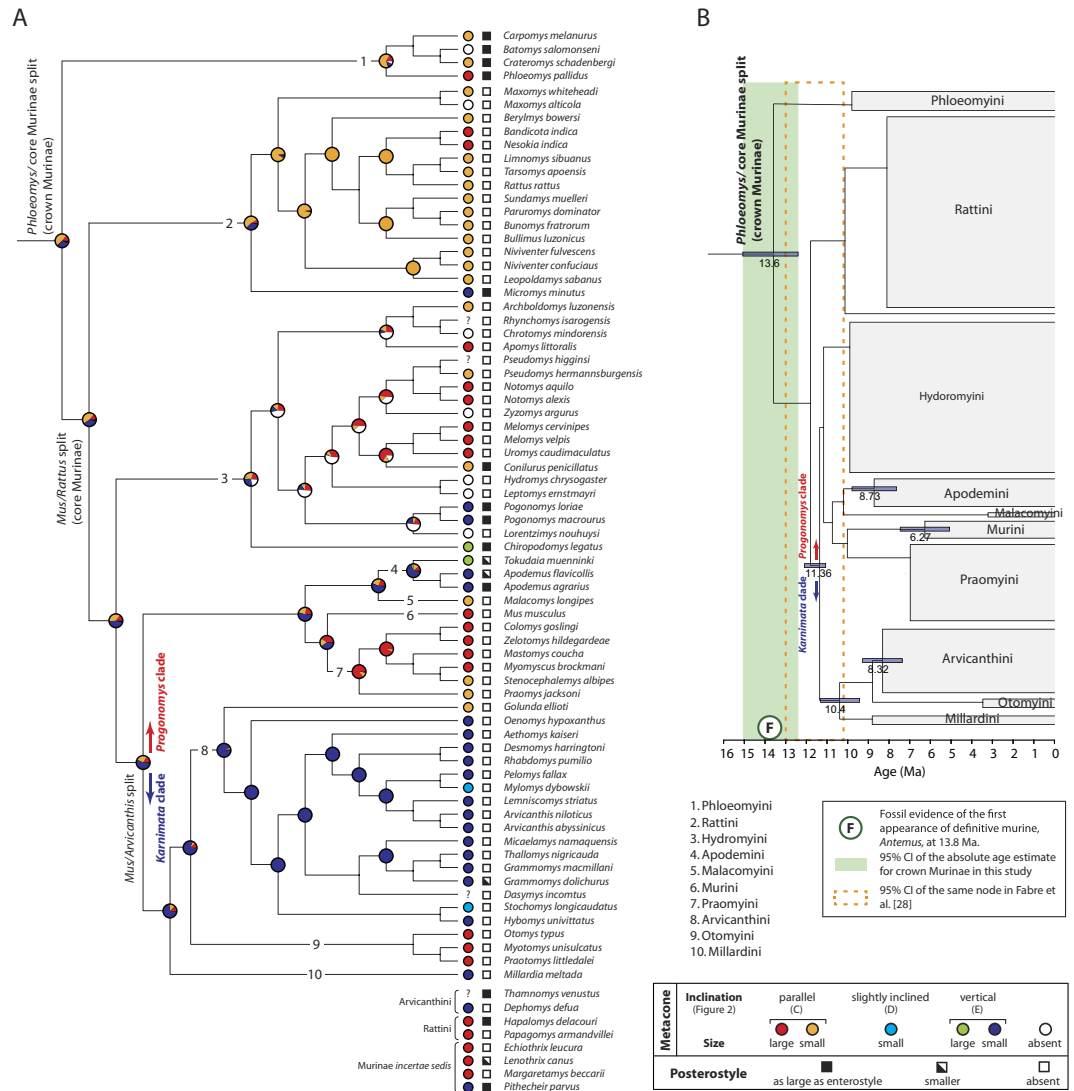 A
Phloeomys/core Murinae split
(crown Murinae)
Mus/Rattus split
(core Murinae)
Mus/Arvicanthis split
Progonomys clade
Karnimata clade
1
2
3
4
5
6
7
8
9
10
Carpomys melanurus
Batomys salomonseni
Crateromys schadenbergi
Phloeomys pallidus
Maxomys whiteheadi
Maxomys alticola
Berylmys bowersi
Bandicota indica
Nesokia indica
Limnomys sibuanus
Tarsomys apoensis
Rattus rattus
Sundamys muelleri
Paruromys dominator
Bunomys fratrorum
Bullimus luzonicus
Niviventer fulvescens
Niviventer confuciaus
Leopoldamys sabanus
Micromys minutus
Archboldomys luzonensis
? Rhynchomys isarogensis
Chrotomys mindorensis
Apomys littoralis
? Pseudomys higginsi
Pseudomys hermannsburgensis
Notomys aquilo
Notomys alexis
Zyzomys argurus
Melomys cervinipes
Melomys velpis
Uromys caudimaculatus
Conilurus penicillatus
Hydromys chrysogaster
Leptomys ernstmayri
Pogonomys loriae
Pogonomys macrourus
Lorentzimys nouhuysi
Chiropodomys legatus
Tokudaia muenninki
Apodemus flavicollis
Apodemus agrarius
Malacomys longipes
Mus musculus
Colomys goslingi
Zelotomys hildegardeae
Mastomys coucha
Myomyscus brockmani
Stenocephalemys albipes
Praomys jacksoni
Golunda ellioti
Oenomys hypoxanthus
Aethomys kaiseri
Desmomys harringtoni
Rhabdomys pumilio
Pelomys fallax
Mylomys dybowskii
Lemniscomys striatus
Arvicanthis niloticus
Arvicanthis abyssinicus
Micaelamys namaquensis
Thallomys nigricauda
Grammomys macmillani
Grammomys dolichurus
? Dasymys incomtus
Stochomys longicaudatus
Hybomys univittatus
Otomys typus
Myotomys unisulcatus
Praotomys littledalei
Millardia meltada
Arvicanthini
? Thamnomys venustus
Dephomys defua
Rattini
Hapalomys delacouri
Papagomys armandvillei
Murinae incertae sedis
Echiothrix leucura
Lenothrix canus
Margaretamys beccarii
Pithecheir parvus
B
Phloeomys/core Murinae split
(crown Murinae)
Phloeomyini
Rattini
Hydoromyini
Apodemini
Malacomyini
Murini
Praomyini
Arvicanthini
Otomyini
Millardini
13.6
8.73
6.27
11.36
8.32
10.4
Progonomys clade
Karnimata clade
F
16 15 14 13 12 11 10 9 8 7 6 5 4 3 2 1 0
Age (Ma)
1. Phloeomyini
2. Rattini
3. Hydromyini
4. Apodemini
5. Malacomyini
6. Murini
7. Praomyini
8. Arvicanthini
9. Otomyini
10. Millardini
F
Fossil evidence of the first
appearance of definitive murine,
Antemus, at 13.8 Ma.
95% CI of the absolute age estimate
for crown Murinae in this study
95% CI of the same node in Fabre et
al. [28]
Metacone
Inclination
(Figure 2)
parallel
(C)
slightly inclined
(D)
vertical
(E)
Size
large small
small
large small
absent
Posterostyle
as large as enterostyle
smaller
absent